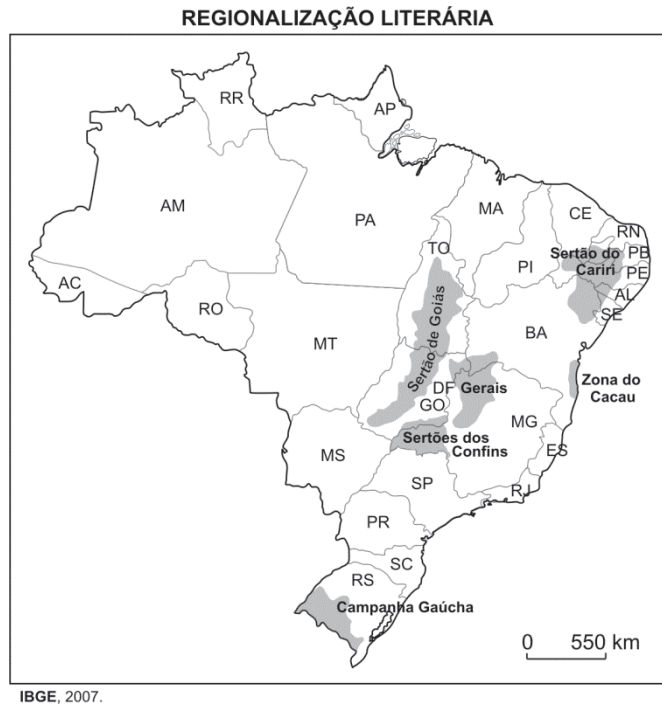 REGIONALIZAÇÃO LITERÁRIA
RR
AP
AM
PA
MA
CE
RN
Sertão do
Cariri
PB
PE
AL
SE
PI
TO
AC
RO
MT
BA
Sertão de Goiás
DF
Gerais
GO
Zona do
Cacau
MG
Sertões dos
Confins
ES
MS
SP
RJ
PR
SC
RS
Campanha Gaúcha
0 550 km
IBGE, 2007.